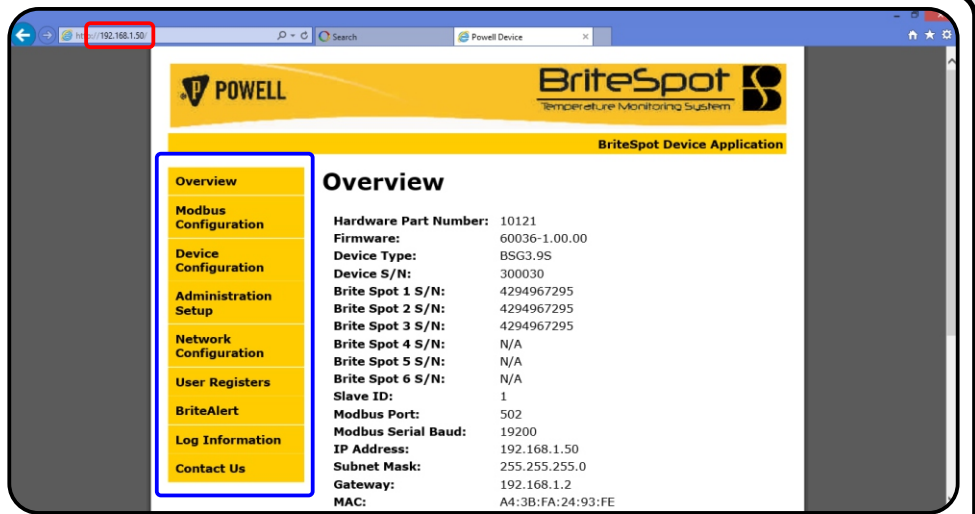 http://192.168.1.50/
Search
Powell Device
POWELL
BriteSpot
Temperature Monitoring System
BriteSpot Device Application
Overview
Modbus
Configuration
Device
Configuration
Administration
Setup
Network
Configuration
User Registers
BriteAlert
Log Information
Contact Us
Overview
Hardware Part Number: 10121
Firmware: 60036-1.00.00
Device Type: BSG3.9S
Device S/N: 300030
Brite Spot 1 S/N: 4294967295
Brite Spot 2 S/N: 4294967295
Brite Spot 3 S/N: 4294967295
Brite Spot 4 S/N: N/A
Brite Spot 5 S/N: N/A
Brite Spot 6 S/N: N/A
Slave ID: 1
Modbus Port: 502
Modbus Serial Baud: 19200
IP Address: 192.168.1.50
Subnet Mask: 255.255.255.0
Gateway: 192.168.1.2
MAC: A4:3B:FA:24:93:FE